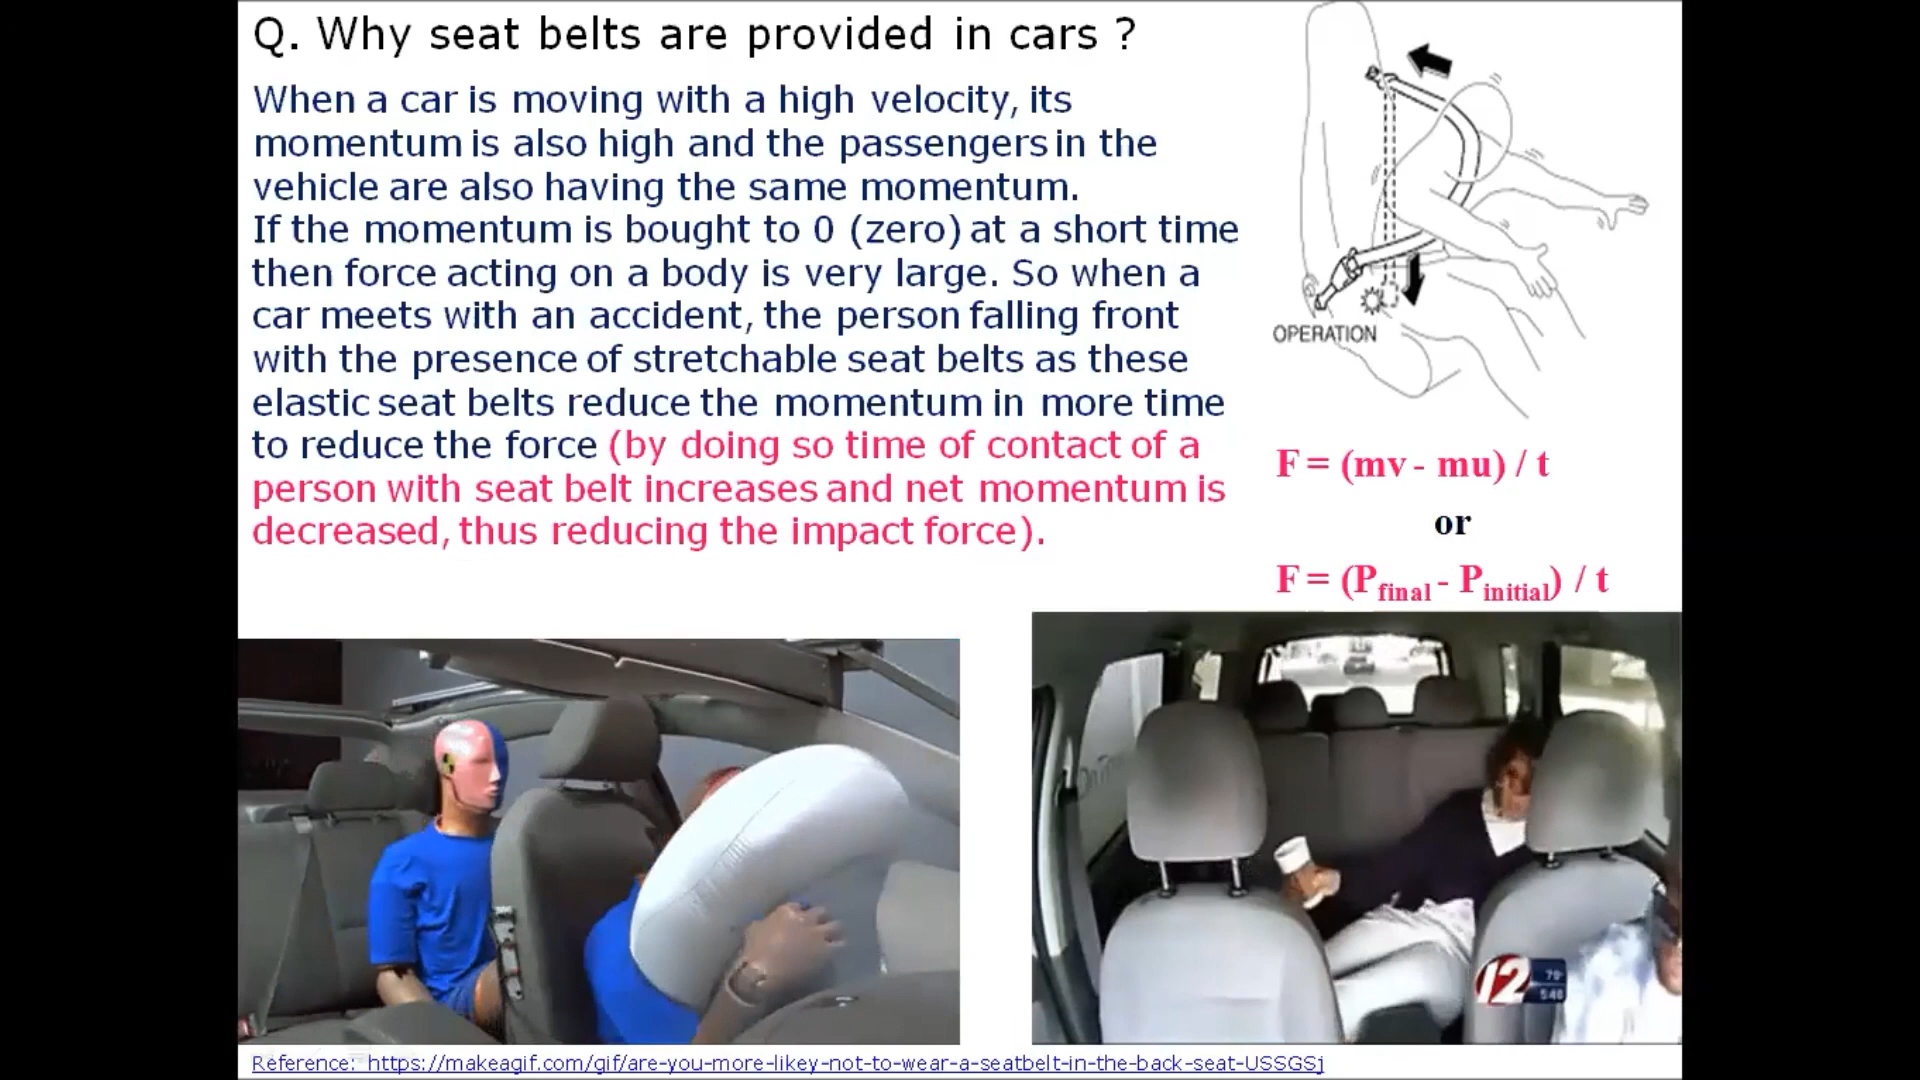 Q. Why seat belts are provided in cars ?
When a car is moving with a high velocity, its
momentum is also high and the passengers in the
vehicle are also having the same momentum.
If the momentum is bought to 0 (zero) at a short time
then force acting on a body is very large. So when a
car meets with an accident, the person falling front
with the presence of stretchable seat belts as these
elastic seat belts reduce the momentum in more time
to reduce the force (by doing so time of contact of a
person with seat belt increases and net momentum is
decreased, thus reducing the impact force).
OPERATION
F = (mv - mu) / t
or
F = (Pfinal - Pinitial) / t
12
Reference: https://makeagif.com/gif/are-you-more-likey-not-to-wear-a-seatbelt-in-the-back-seat-USSGSj